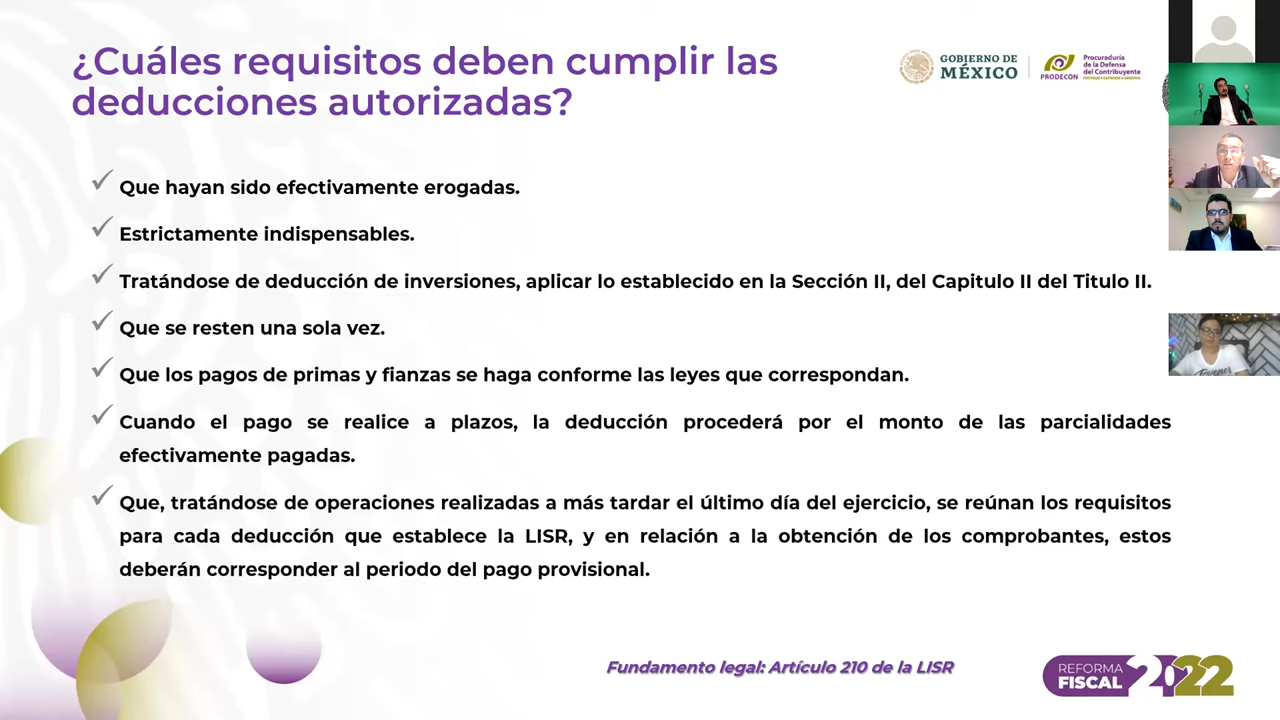 ¿Cuáles requisitos deben cumplir las
deducciones autorizadas?
GOBIERNO DE
MÉXICO
PRODECON
Procuraduría
de la Defensa
del Contribuyente
Que hayan sido efectivamente erogadas.
Estrictamente indispensables.
Tratándose de deducción de inversiones, aplicar lo establecido en la Sección II, del Capitulo II del Titulo II.
Que se resten una sola vez.
Que los pagos de primas y fianzas se haga conforme las leyes que correspondan.
Cuando el pago se realice a plazos, la deducción procederá por el monto de las parcialidades
efectivamente pagadas.
Que, tratándose de operaciones realizadas a más tardar el último día del ejercicio, se reúnan los requisitos
para cada deducción que establece la LISR, y en relación a la obtención de los comprobantes, estos
deberán corresponder al periodo del pago provisional.
Fundamento legal: Artículo 210 de la LISR
REFORMA
FISCAL 2022